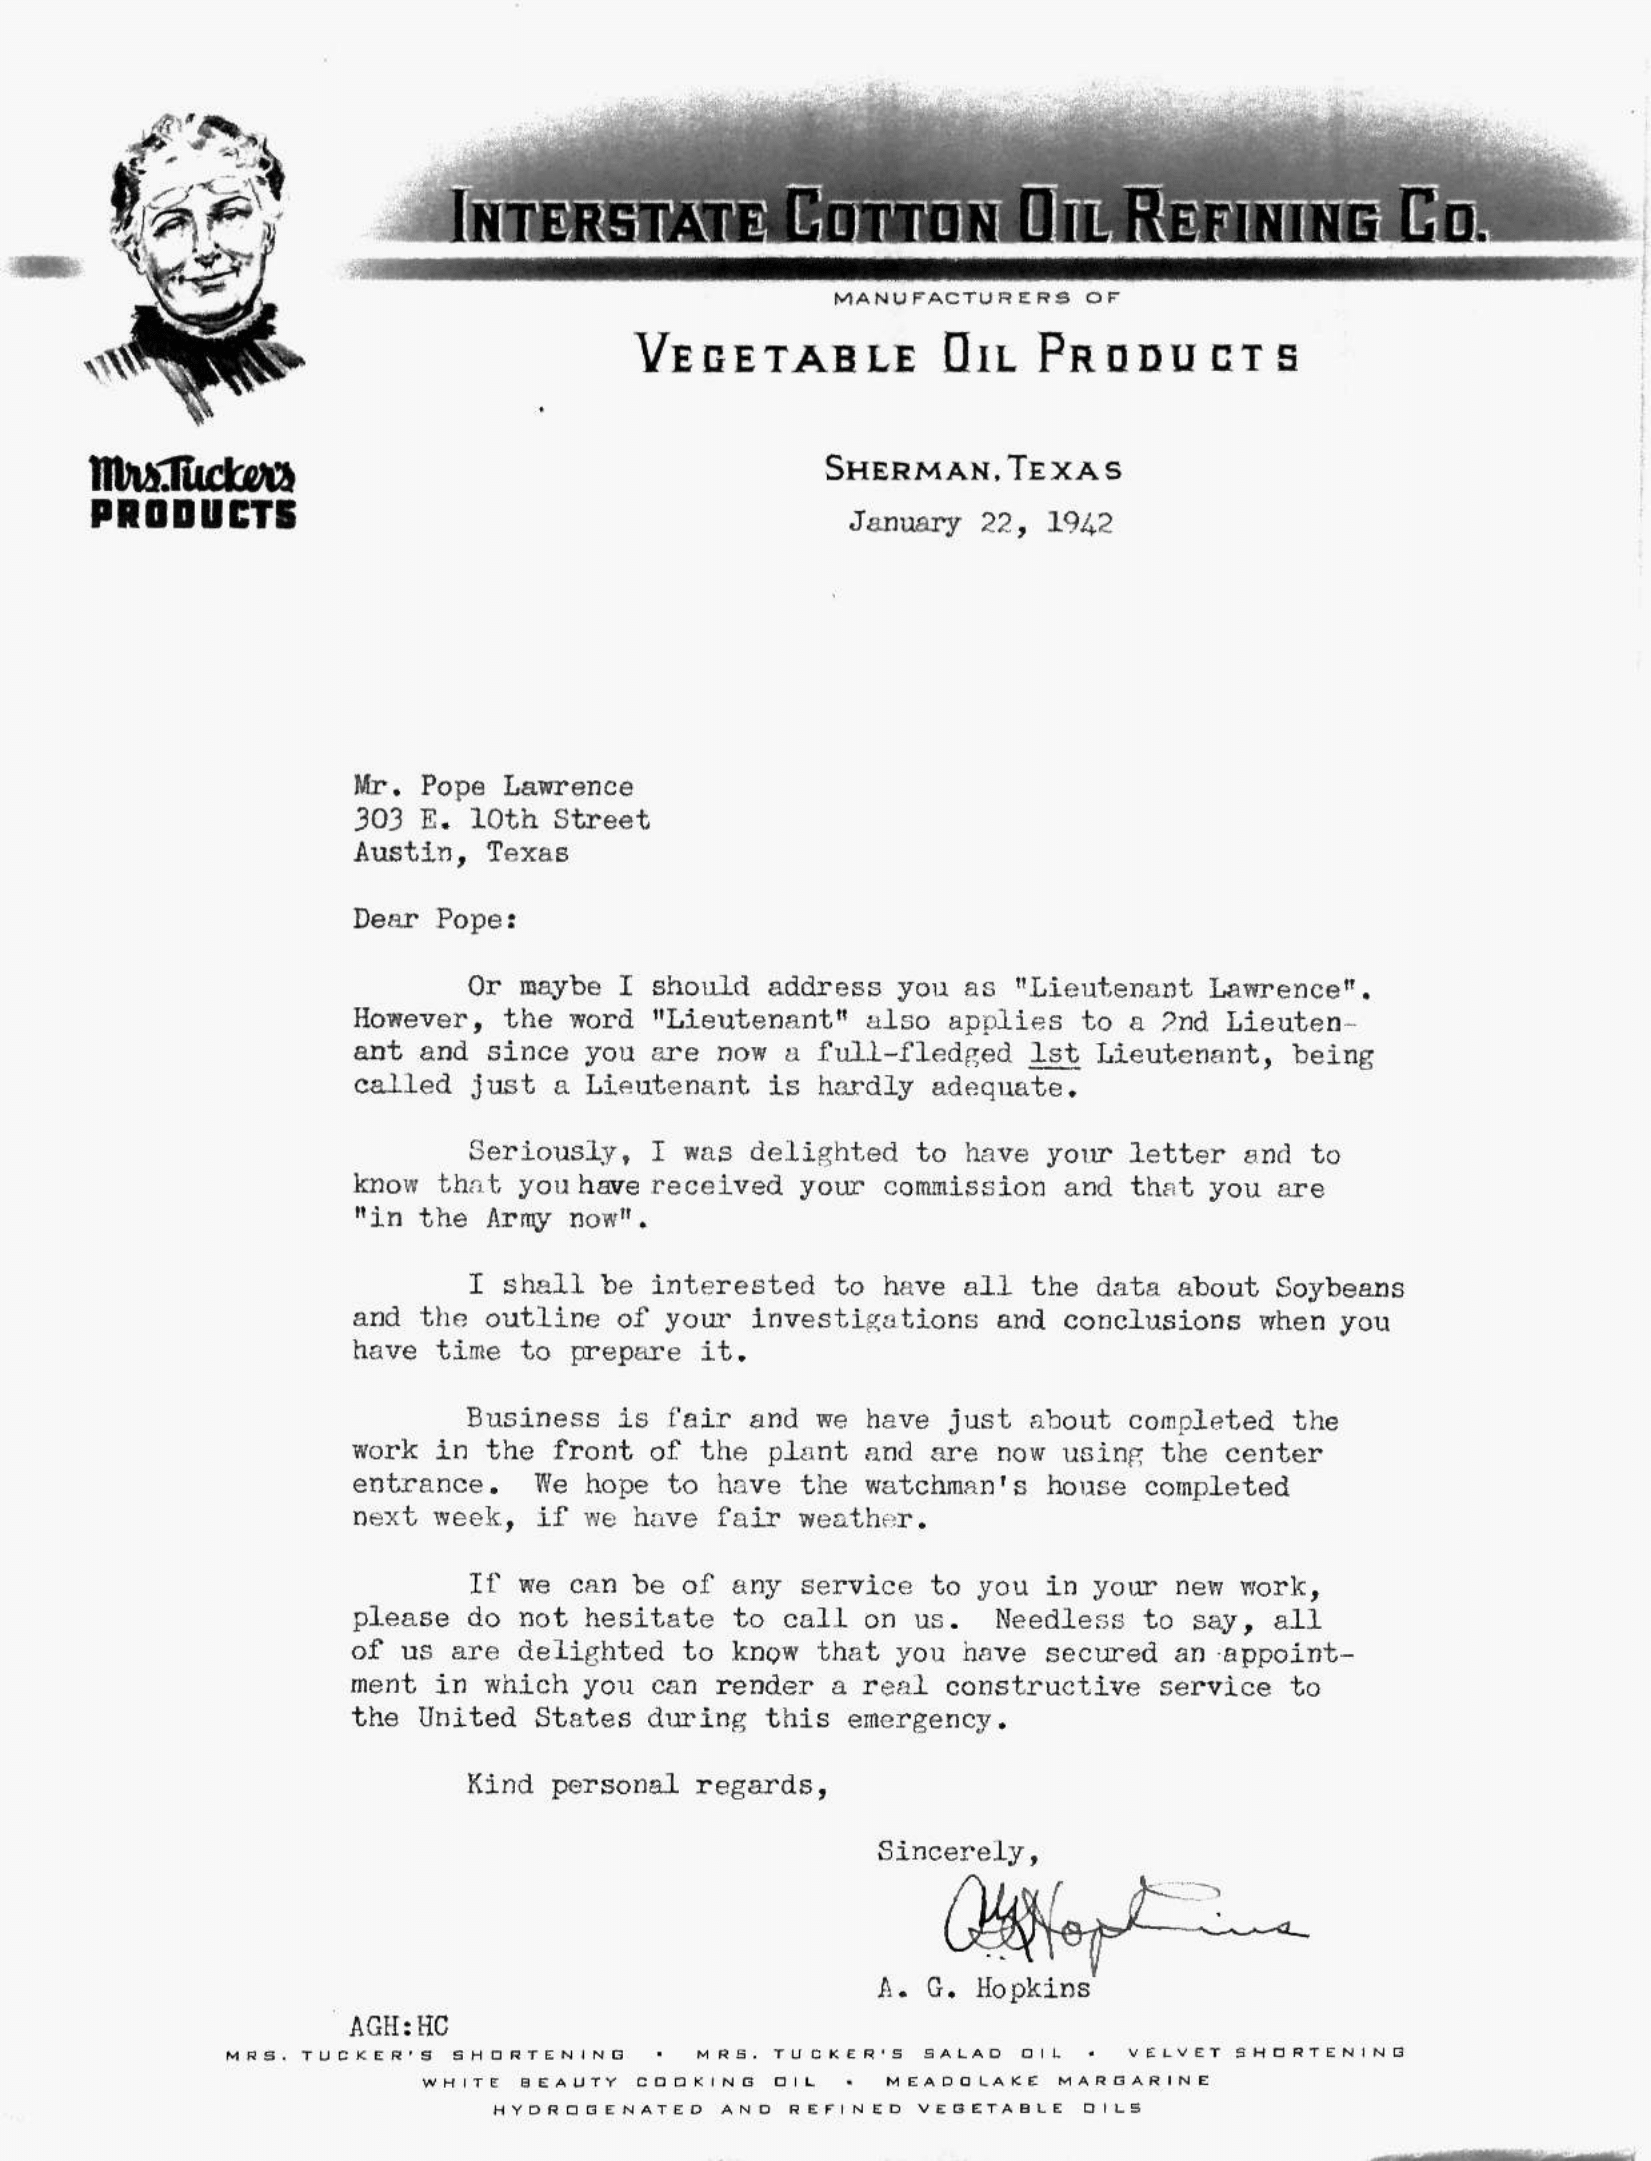 INTERSTATE COTTON OIL REFINING CO.
MANUFACTURERS OF
VEGETABLE OIL PRODUCTS
Mrs. Tucker's
PRODUCTS
SHERMAN, TEXAS
January 22, 1942
Mr. Pope Lawrence
303 E. 10th Street
Austin, Texas
Dear Pope:
Or maybe I should address you as "Lieutenant Lawrence".
However, the word "Lieutenant" also applies to a 2nd Lieuten-
ant and since you are now a full-fledged 1st Lieutenant, being
called just a Lieutenant is hardly adequate.
Seriously, I was delighted to have your letter and to
know that you have received your commission and that you are
"in the Army now".
I shall be interested to have all the data about Soybeans
and the outline of your investigations and conclusions when you
have time to prepare it.
Business is fair and we have just about completed the
work in the front of the plant and are now using the center
entrance. We hope to have the watchman's house completed
next week, if we have fair weather.
If we can be of any service to you in your new work,
please do not hesitate to call on us. Needless to say, all
of us are delighted to know that you have secured an appoint-
ment in which you can render a real constructive service to
the United States during this emergency.
Kind personal regards,
Sincerely,
AG Hopkins
A. G. Hopkins
AGH:HC
MRS. TUCKER'S SHORTENING • MRS. TUCKER'S SALAD OIL • VELVET SHORTENING
WHITE BEAUTY COOKING OIL • MEADOLAKE MARGARINE
HYDROGENATED AND REFINED VEGETABLE OILS